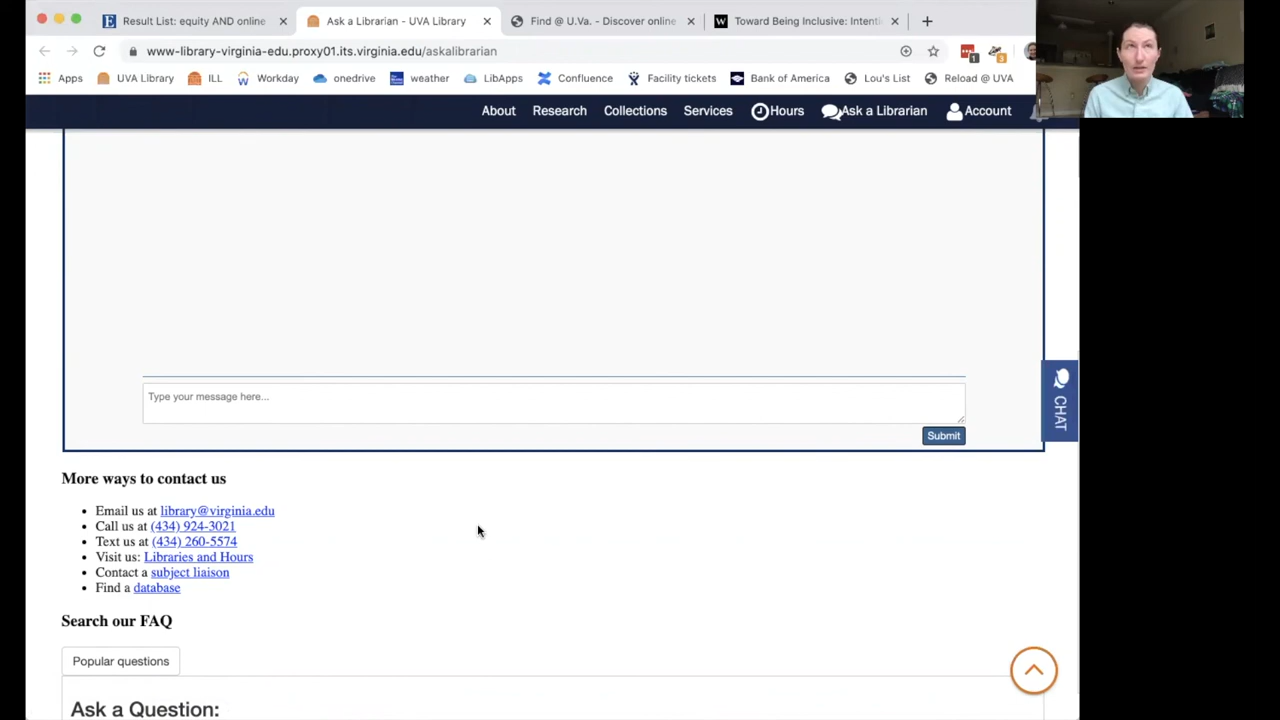 Result List: equity AND online
Ask a Librarian - UVA Library
Find @ U.Va. - Discover online
Toward Being Inclusive: Intenti
www-library-virginia-edu.proxy01.its.virginia.edu/askalibrarian
Apps
UVA Library
ILL
Workday
onedrive
weather
LibApps
Confluence
Facility tickets
Bank of America
Lou's List
Reload @ UVA
About
Research
Collections
Services
Hours
Ask a Librarian
Account
Type your message here...
Submit
CHAT
More ways to contact us
Email us at library@virginia.edu
Call us at (434) 924-3021
Text us at (434) 260-5574
Visit us: Libraries and Hours
Contact a subject liaison
Find a database
Search our FAQ
Popular questions
Ask a Question: